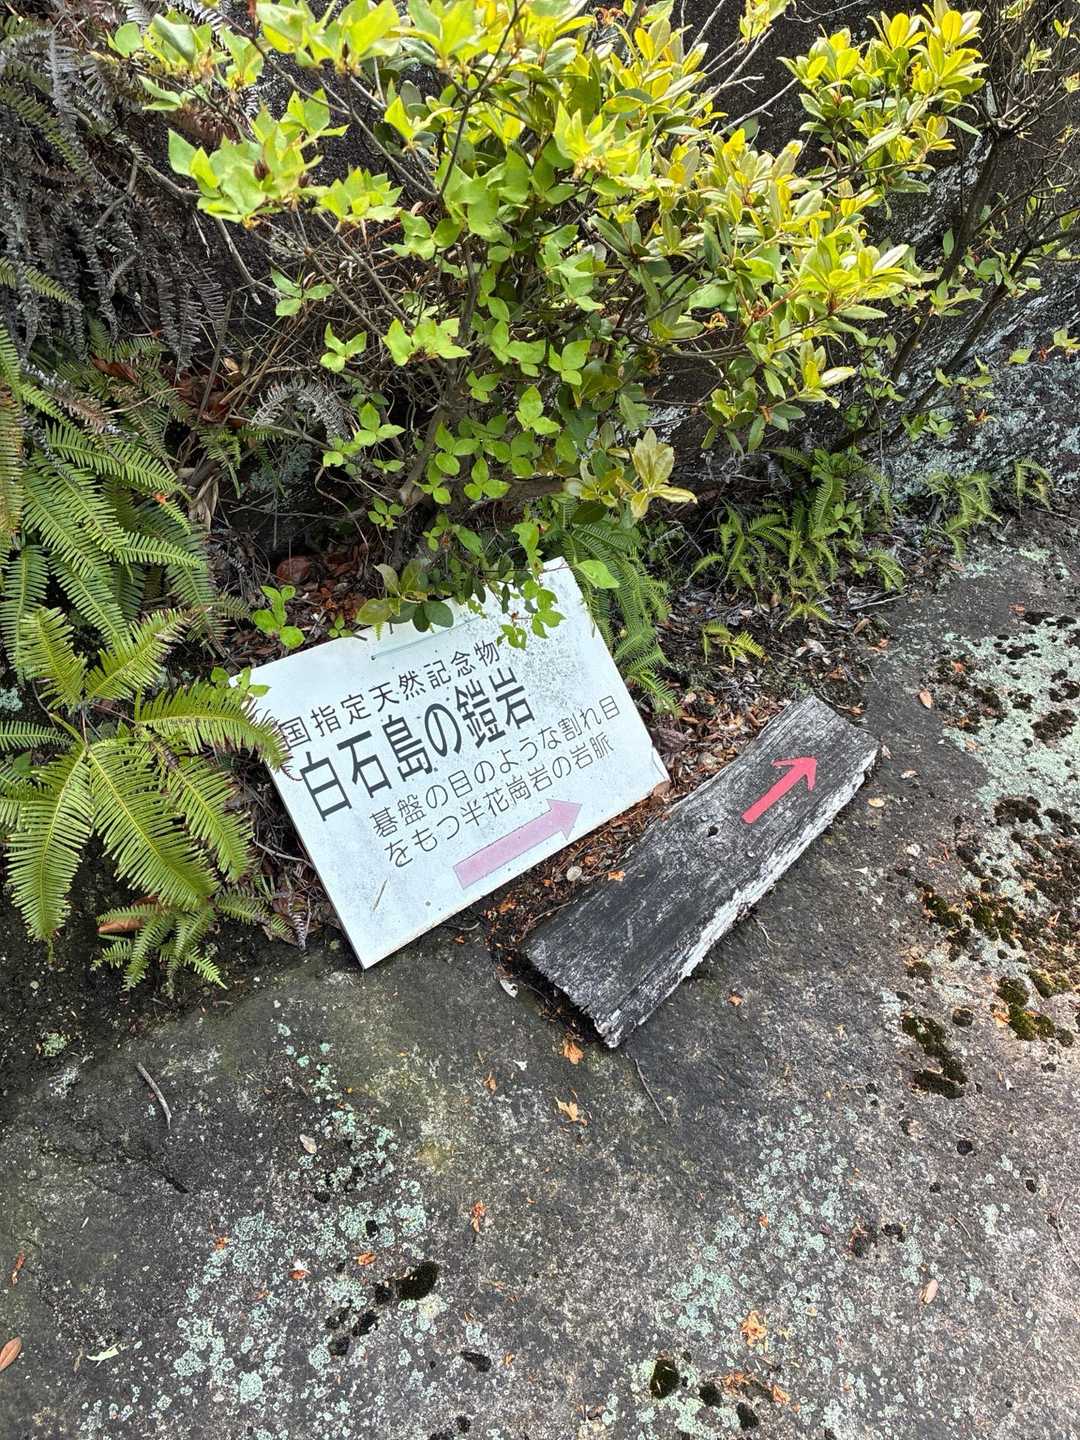 国指定天然記念物
白石島の鎧岩
碁盤の目のような割れ目
をもつ半花崗岩の岩脈